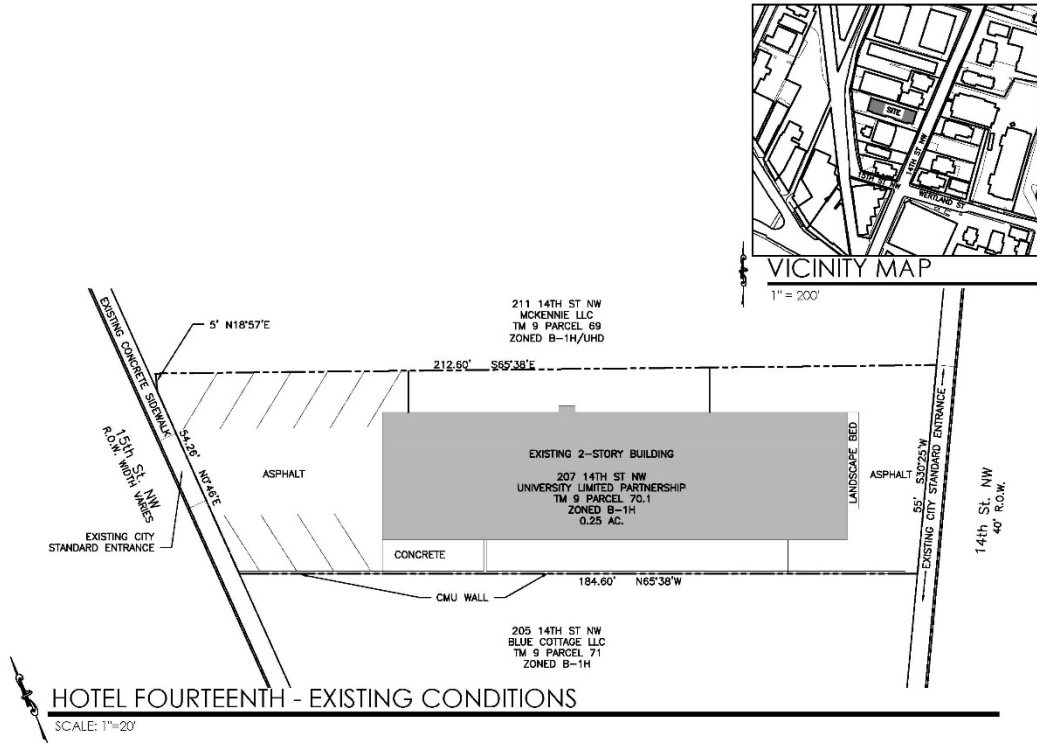 SITE
14TH ST NW
15TH ST NW
WERTLAND ST
VICINITY MAP
1" = 200'
EXISTING CONCRETE SIDEWALK
5' N18°57'E
211 14TH ST NW
MCKENNIE LLC
TM 9 PARCEL 69
ZONED B-1H/UHD
212.60' S65°38'E
54.26' N0°46'E
15th St. NW
R.O.W. WIDTH VARIES
ASPHALT
EXISTING CITY
STANDARD ENTRANCE
EXISTING 2-STORY BUILDING
207 14TH ST NW
UNIVERSITY LIMITED PARTNERSHIP
TM 9 PARCEL 70.1
ZONED B-1H
0.25 AC.
LANDSCAPE BED
ASPHALT
55' S30°25'W
EXISTING CITY STANDARD ENTRANCE
14th St. NW
40' R.O.W.
CONCRETE
184.60' N65°38'W
CMU WALL
205 14TH ST NW
BLUE COTTAGE LLC
TM 9 PARCEL 71
ZONED B-1H
HOTEL FOURTEENTH - EXISTING CONDITIONS
SCALE: 1"=20'